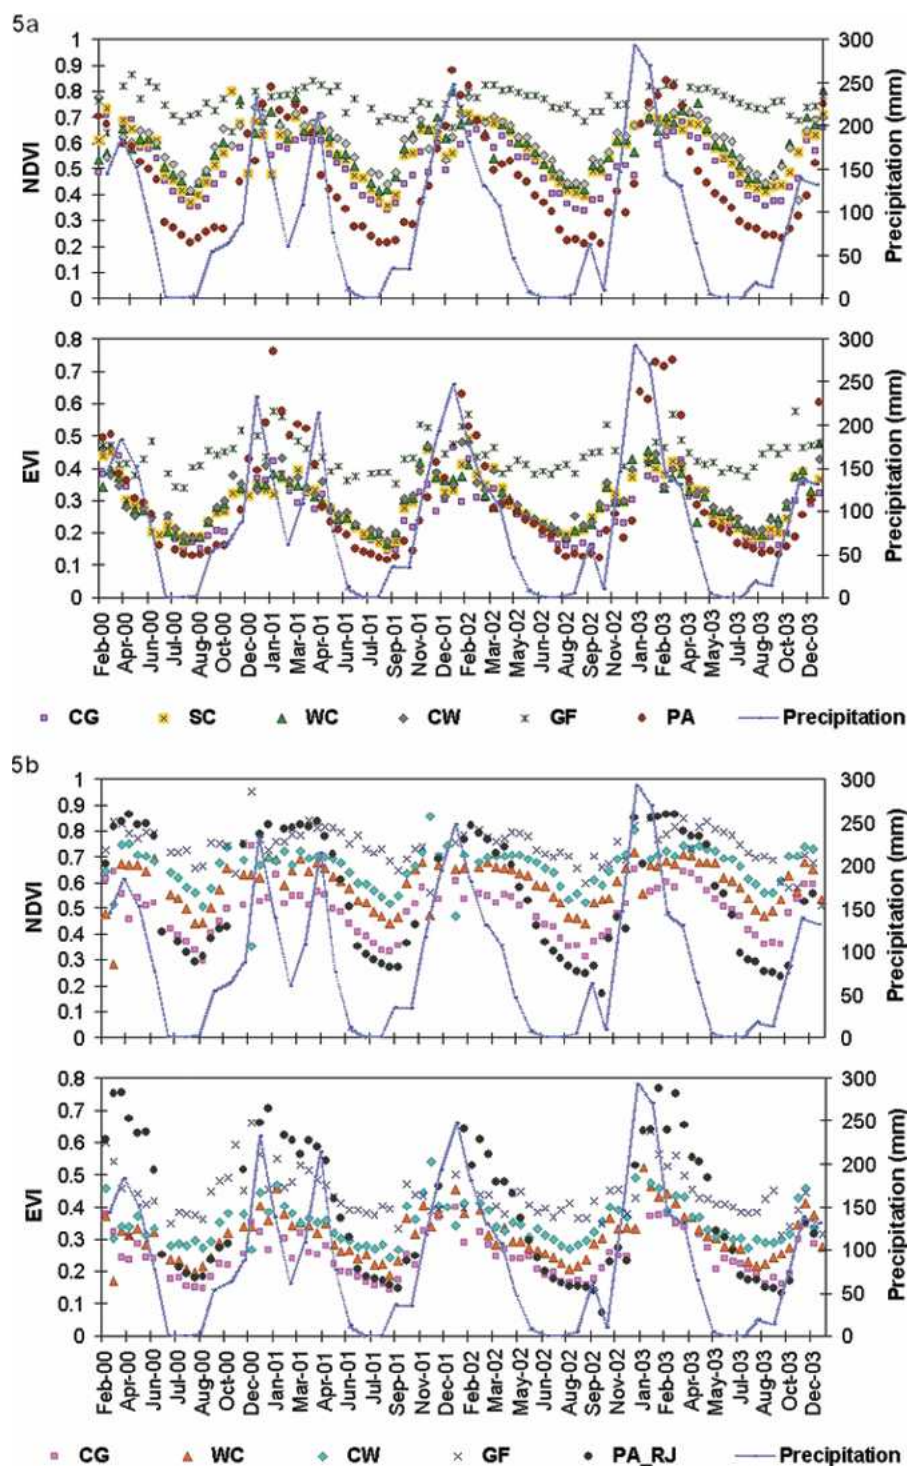 5a
1 300
0.9
0.8 250
0.7
0.6 200
0.5 150
0.4
0.3 100
0.2 50
0.1
0 0
NDVI
Precipitation (mm)
0.8 300
0.7 250
0.6
0.5 200
0.4 150
0.3 100
0.2
0.1 50
0 0
EVI
Precipitation (mm)
Feb-00 Apr-00 Jun-00 Jul-00 Aug-00 Oct-00 Dec-00 Jan-01 Mar-01 Apr-01 Jun-01 Jul-01 Sep-01 Nov-01 Dec-01 Feb-02 Mar-02 May-02 Jun-02 Aug-02 Sep-02 Nov-02 Jan-03 Feb-03 Mar-03 May-03 Jul-03 Aug-03 Oct-03 Dec-03
CG SC WC CW GF PA Precipitation
5b
1 300
0.9
0.8 250
0.7
0.6 200
0.5 150
0.4
0.3 100
0.2 50
0.1
0 0
NDVI
Precipitation (mm)
0.8 300
0.7 250
0.6
0.5 200
0.4 150
0.3 100
0.2
0.1 50
0 0
EVI
Precipitation (mm)
Feb-00 Apr-00 Jun-00 Jul-00 Aug-00 Oct-00 Dec-00 Jan-01 Mar-01 Apr-01 Jun-01 Jul-01 Sep-01 Nov-01 Dec-01 Feb-02 Mar-02 May-02 Jun-02 Aug-02 Sep-02 Nov-02 Jan-03 Feb-03 Mar-03 May-03 Jul-03 Aug-03 Oct-03 Dec-03
CG WC CW GF PA_RJ Precipitation